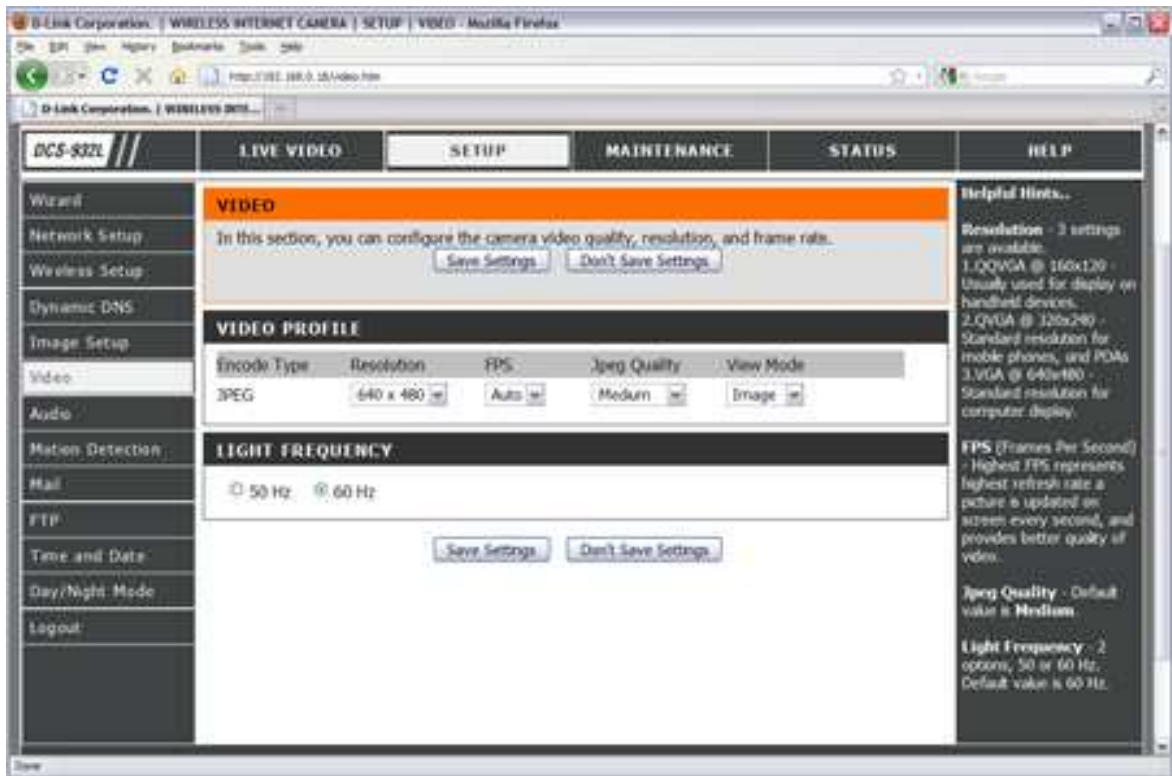 D-Link Corporation. | WIRELESS INTERNET CAMERA | SETUP | VIDEO - Mozilla Firefox
File Edit View History Bookmarks Tools Help
D-Link Corporation. | WIRELESS INTE...
DCS-932L
LIVE VIDEO
SETUP
MAINTENANCE
STATUS
HELP
Wizard
Network Setup
Wireless Setup
Dynamic DNS
Image Setup
Video
Audio
Motion Detection
Mail
FTP
Time and Date
Day/Night Mode
Logout
VIDEO
In this section, you can configure the camera video quality, resolution, and frame rate.
Save Settings Don't Save Settings
VIDEO PROFILE
Encode Type Resolution FPS Jpeg Quality View Mode
JPEG 640 x 480 Auto Medium Image
LIGHT FREQUENCY
50 Hz 60 Hz
Save Settings Don't Save Settings
Helpful Hints..
Resolution - 3 settings
are available.
1.QQVGA @ 160x120 -
Usually used for display on
handheld devices.
2.QVGA @ 320x240 -
Standard resolution for
mobile phones, and PDAs
3.VGA @ 640x480 -
Standard resolution for
computer display.
FPS (Frames Per Second)
- Highest FPS represents
highest refresh rate a
picture is updated on
screen every second, and
provides better quality of
video.
Jpeg Quality - Default
value is Medium.
Light Frequency - 2
options, 50 or 60 Hz.
Default value is 60 Hz.
Done